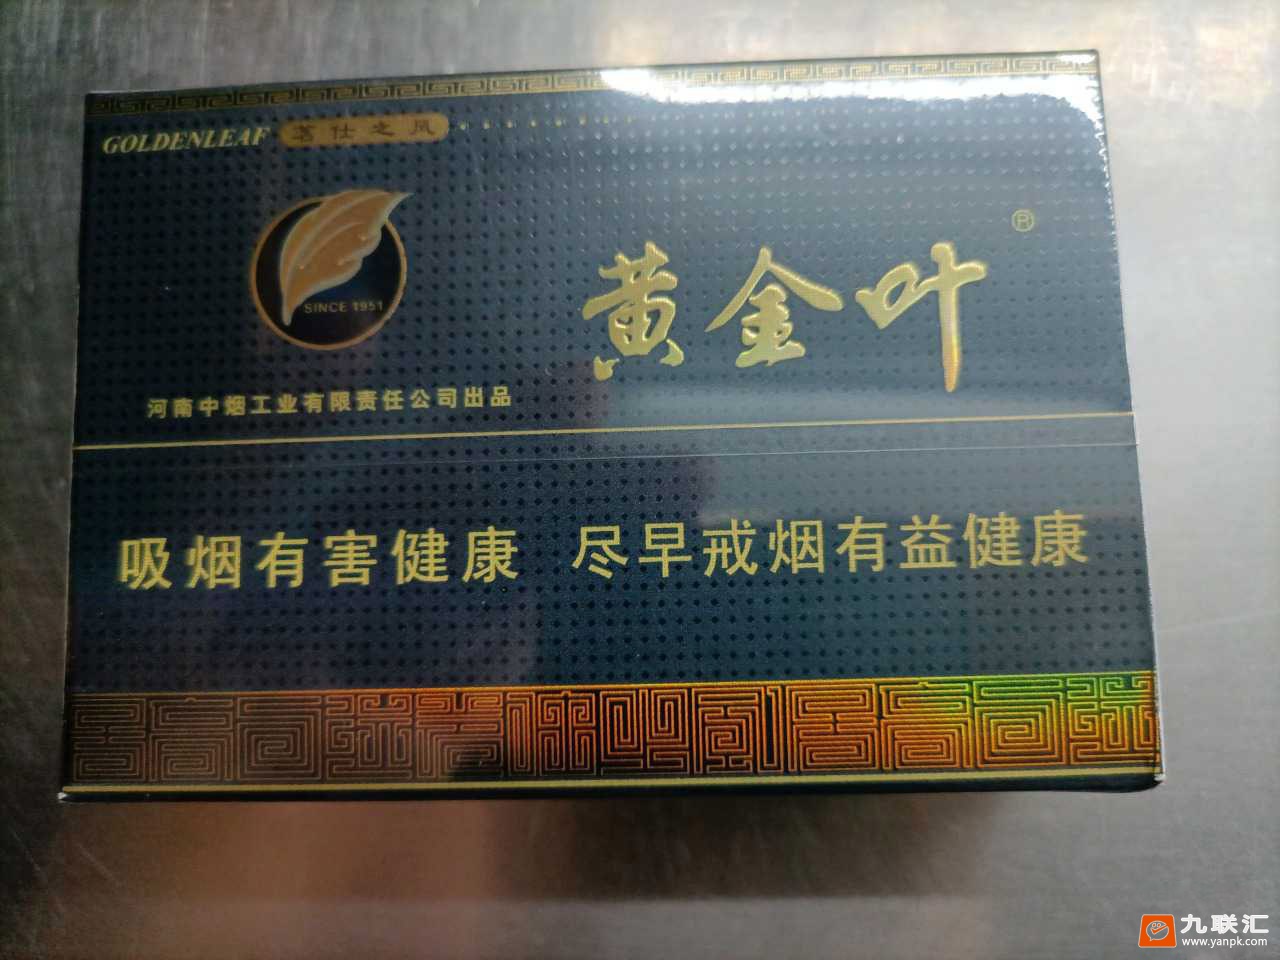 GOLDENLEAF 茗仕之风
SINCE 1951
黄金叶®
河南中烟工业有限责任公司出品
吸烟有害健康 尽早戒烟有益健康
九联汇
www.yanpk.com